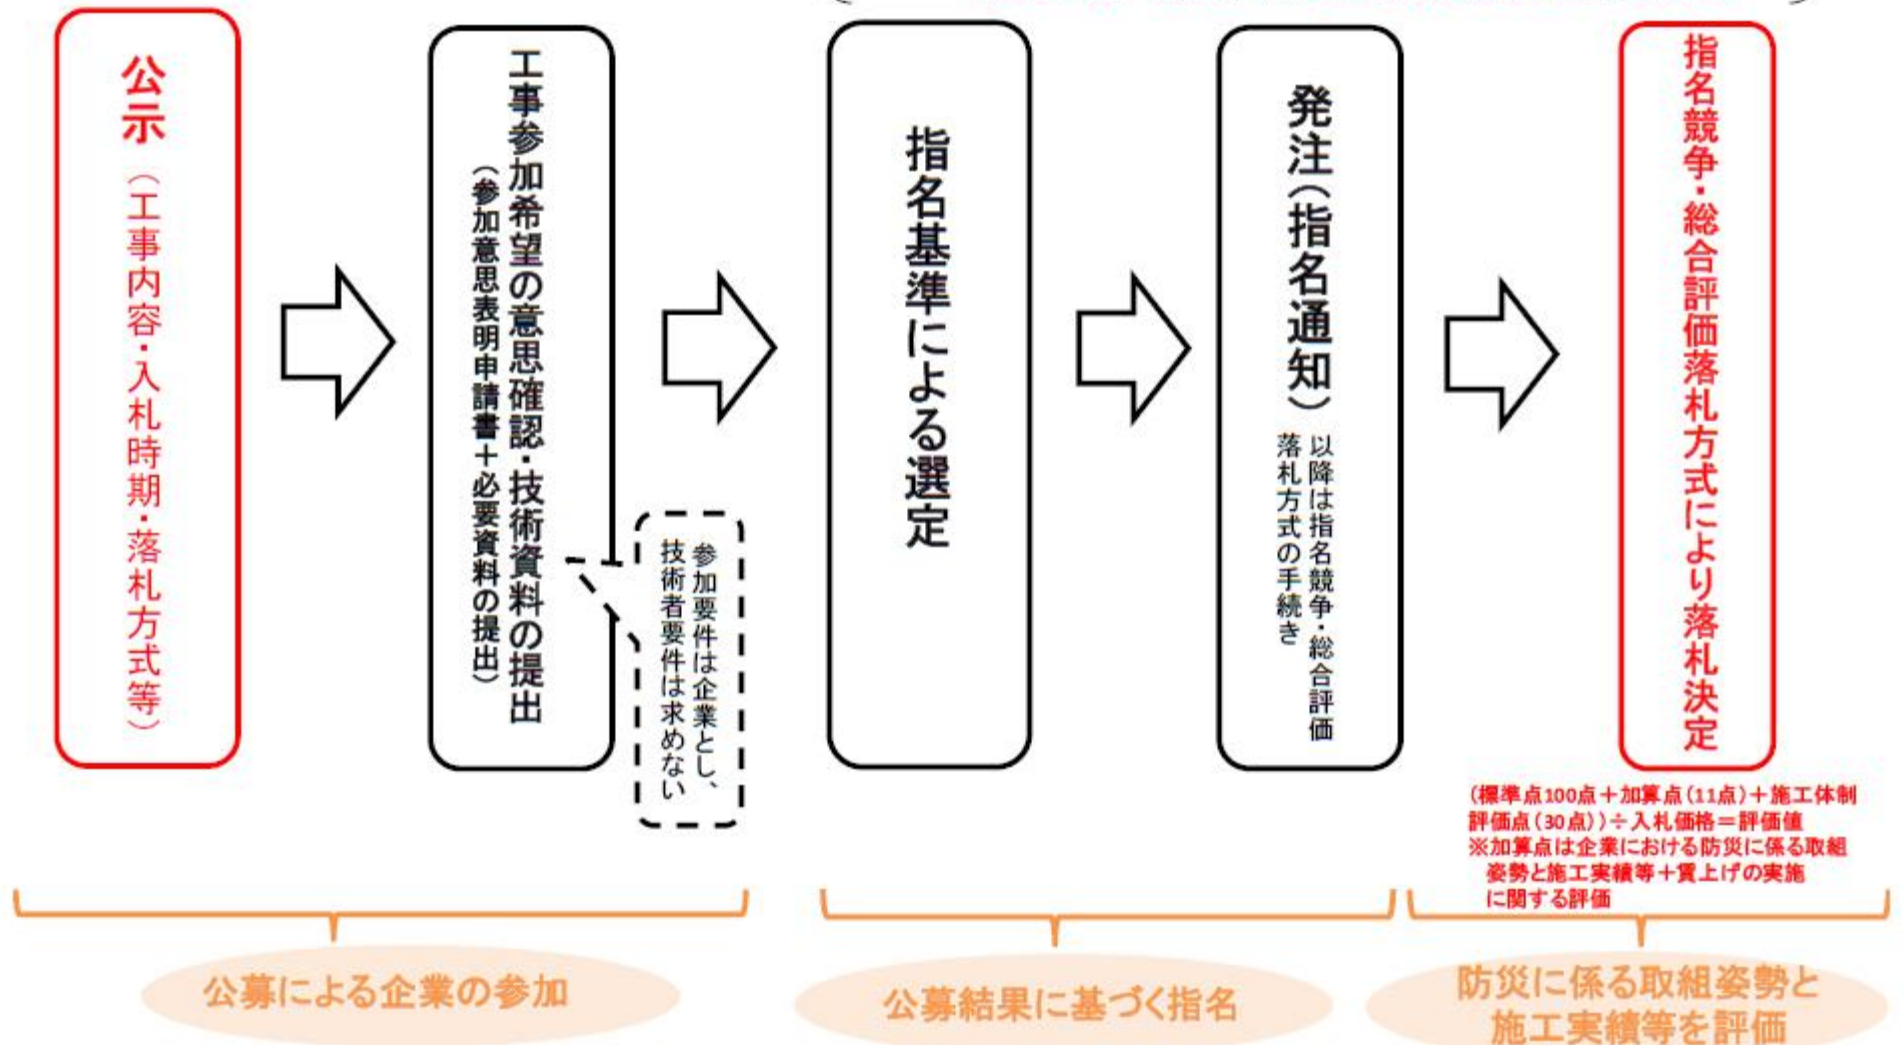 公示（工事内容・入札時期・落札方式等）
工事参加希望の意思確認・技術資料の提出
（参加意思表明申請書＋必要資料の提出）
参加要件は企業とし、
技術者要件は求めない
指名基準による選定
発注（指名通知）
以降は指名競争・総合評価
落札方式の手続き
指名競争・総合評価落札方式により落札決定
（標準点100点＋加算点（11点）＋施工体制
評価点（30点））÷入札価格＝評価値
※加算点は企業における防災に係る取組
姿勢と施工実績等＋賃上げの実施
に関する評価
公募による企業の参加
公募結果に基づく指名
防災に係る取組姿勢と
施工実績等を評価